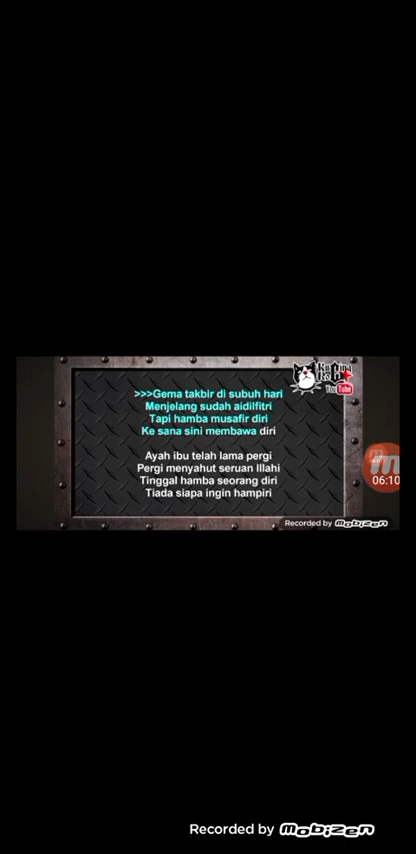 >>>Gema takbir di subuh hari
Menjelang sudah aidilfitri
Tapi hamba musafir diri
Ke sana sini membawa diri
Ayah ibu telah lama pergi
Pergi menyahut seruan Illahi
Tinggal hamba seorang diri
Tiada siapa ingin hampiri
YouTube
06:10
Recorded by Mobizen
Recorded by Mobizen